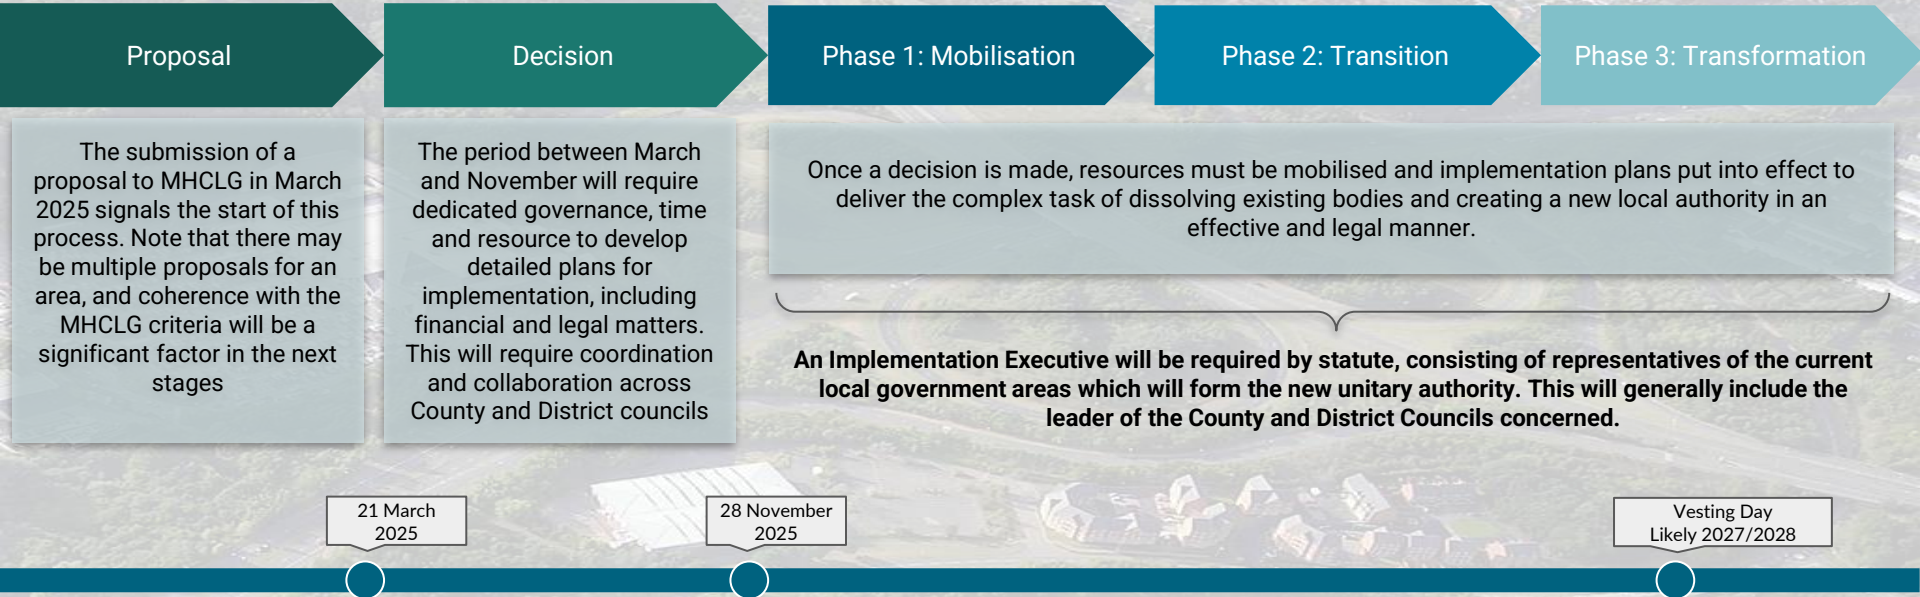 Proposal
Decision
Phase 1: Mobilisation
Phase 2: Transition
Phase 3: Transformation
The submission of a
proposal to MHCLG in March
2025 signals the start of this
process. Note that there may
be multiple proposals for an
area, and coherence with the
MHCLG criteria will be a
significant factor in the next
stages
The period between March
and November will require
dedicated governance, time
and resource to develop
detailed plans for
implementation, including
financial and legal matters.
This will require coordination
and collaboration across
County and District councils
Once a decision is made, resources must be mobilised and implementation plans put into effect to
deliver the complex task of dissolving existing bodies and creating a new local authority in an
effective and legal manner.
An Implementation Executive will be required by statute, consisting of representatives of the current
local government areas which will form the new unitary authority. This will generally include the
leader of the County and District Councils concerned.
21 March
2025
28 November
2025
Vesting Day
Likely 2027/2028